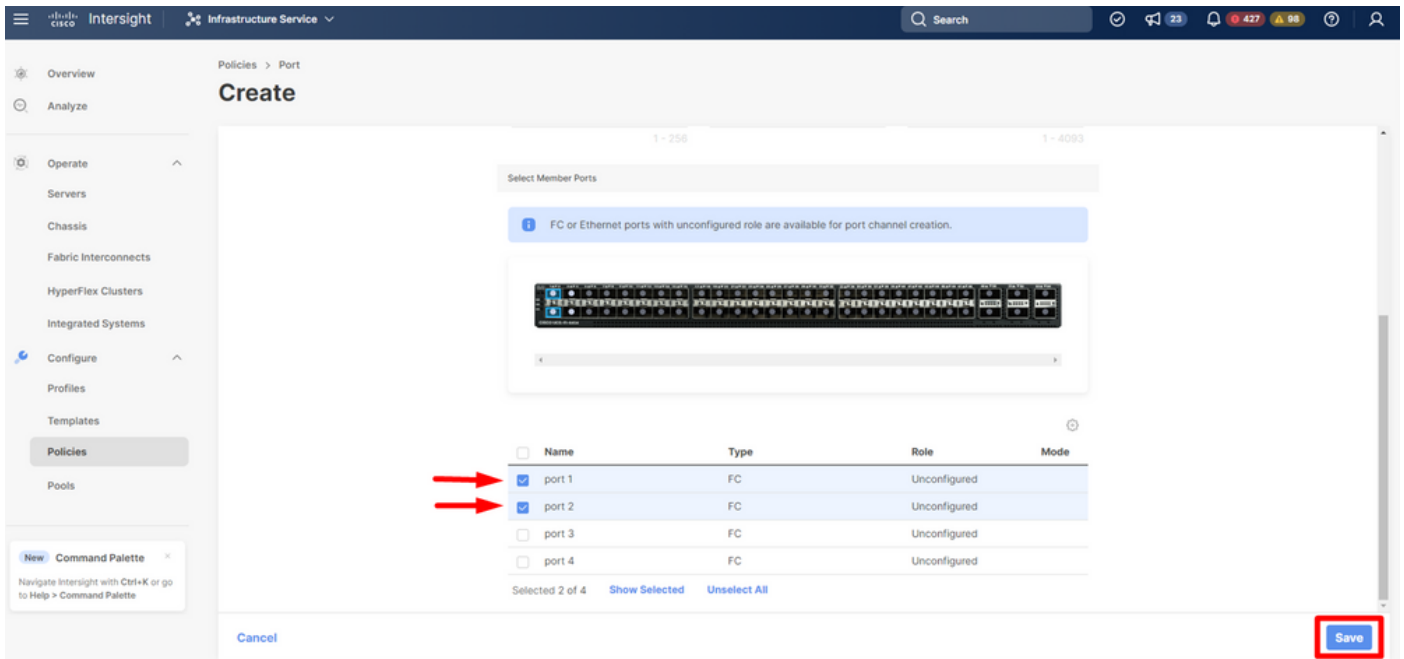 cisco Intersight Infrastructure Service Search 23 427 98
Policies > Port
Create
Overview
Analyze
Operate
Servers
Chassis
Fabric Interconnects
HyperFlex Clusters
Integrated Systems
Configure
Profiles
Templates
Policies
Pools
New Command Palette
Navigate Intersight with Ctrl+K or go
to Help > Command Palette
1 - 256 1 - 4093
Select Member Ports
FC or Ethernet ports with unconfigured role are available for port channel creation.
Name Type Role Mode
port 1 FC Unconfigured
port 2 FC Unconfigured
port 3 FC Unconfigured
port 4 FC Unconfigured
Selected 2 of 4 Show Selected Unselect All
Cancel Save